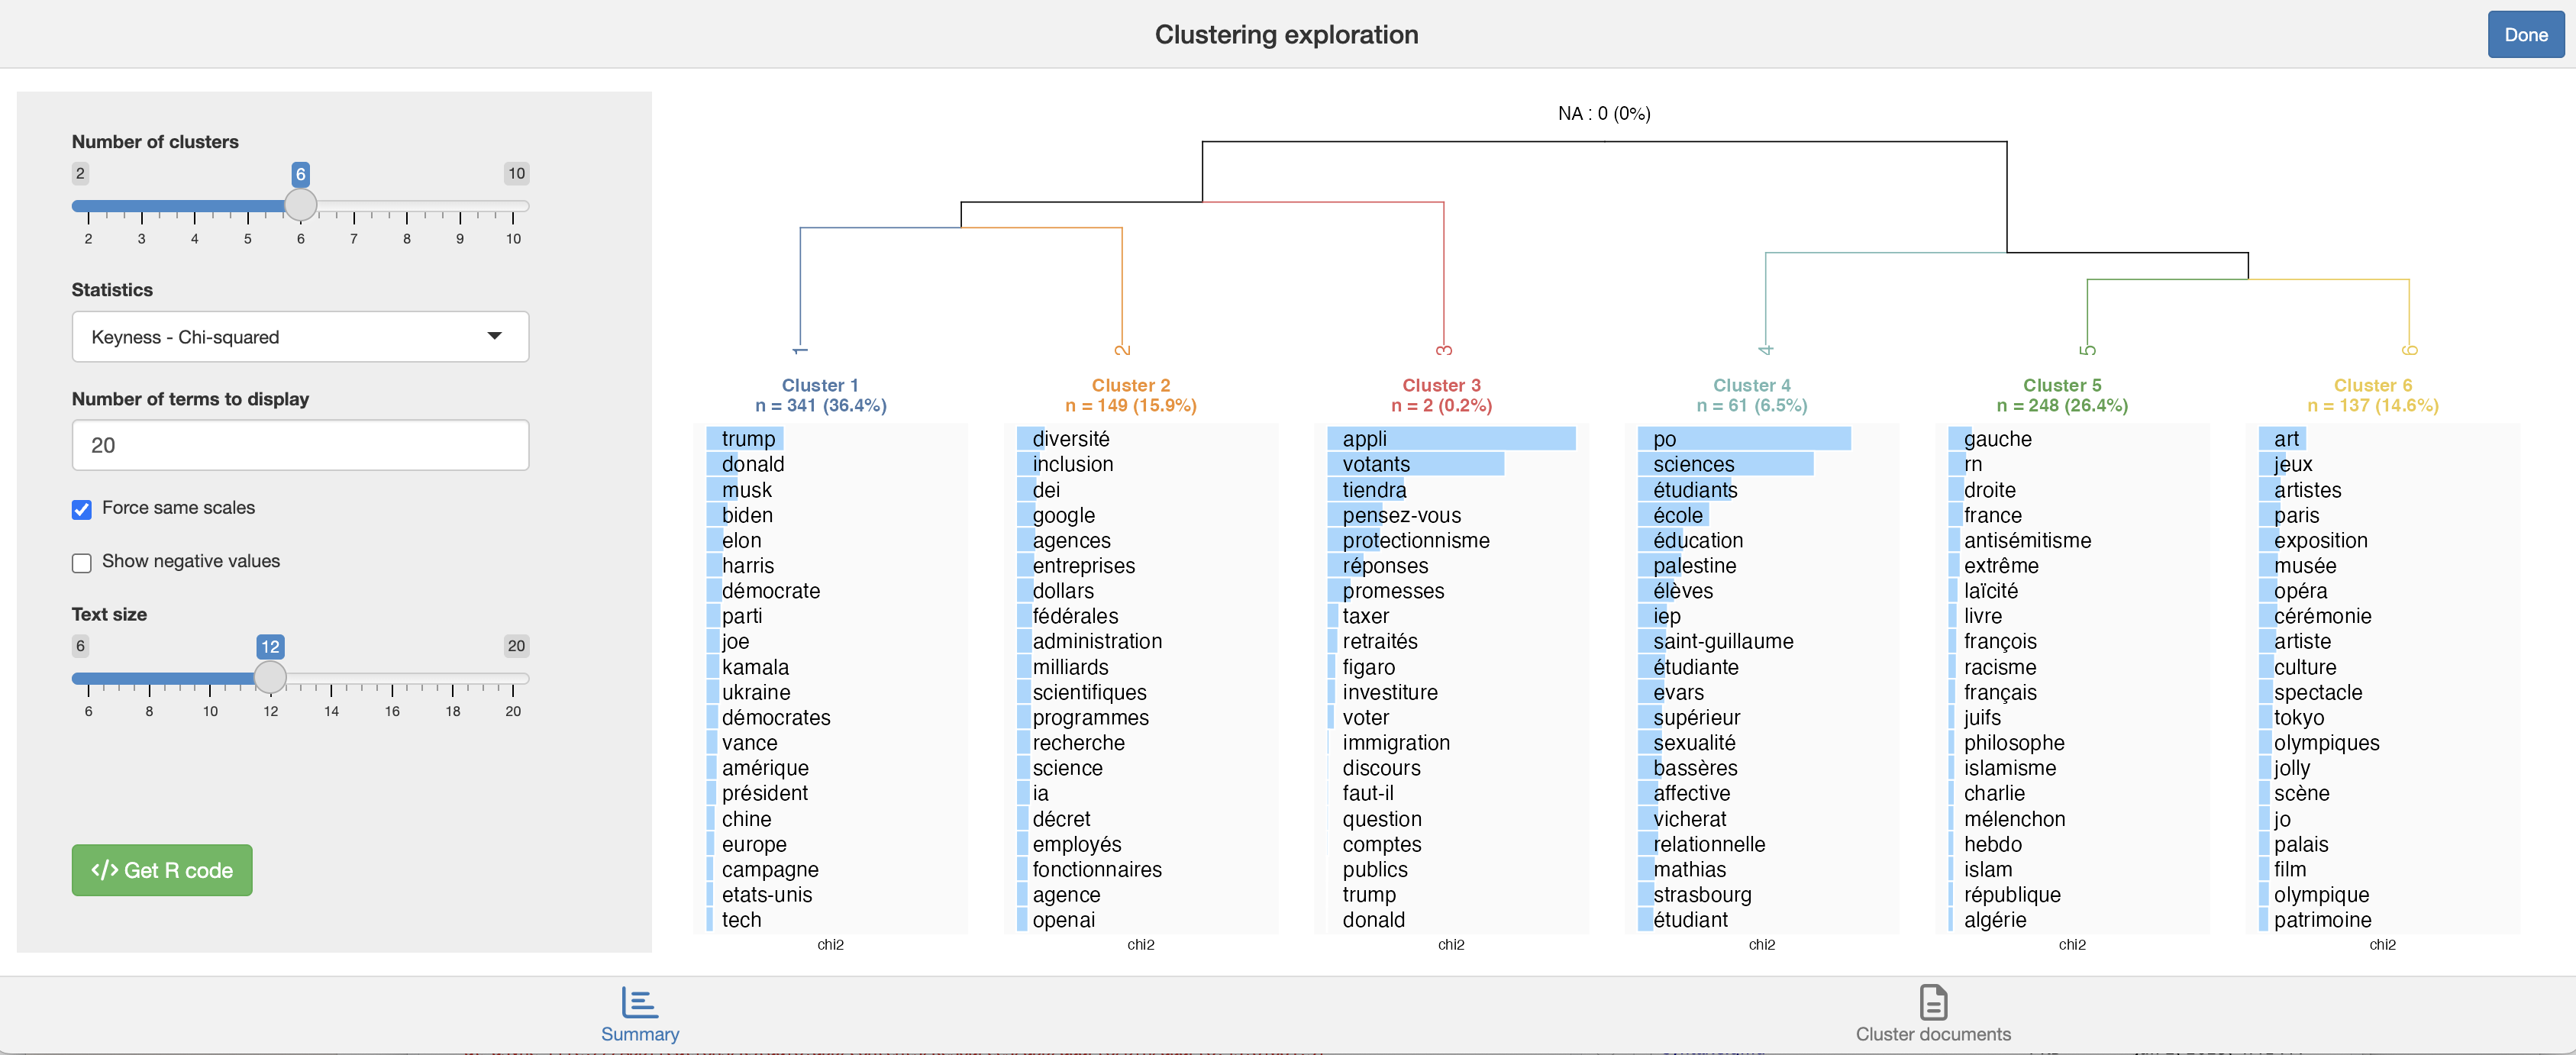 Clustering exploration
Done
Number of clusters
2 6 10
2 3 4 5 6 7 8 9 10
Statistics
Keyness - Chi-squared
Number of terms to display
20
Force same scales
Show negative values
Text size
6 12 20
6 8 10 12 14 16 18 20
</> Get R code
NA : 0 (0%)
1 2 3 4 5 6
Cluster 1
n = 341 (36.4%)
trump
donald
musk
biden
elon
harris
démocrate
parti
joe
kamala
ukraine
démocrates
vance
amérique
président
chine
europe
campagne
etats-unis
tech
chi2
Cluster 2
n = 149 (15.9%)
diversité
inclusion
dei
google
agences
entreprises
dollars
fédérales
administration
milliards
scientifiques
programmes
recherche
science
ia
décret
employés
fonctionnaires
agence
openai
chi2
Cluster 3
n = 2 (0.2%)
appli
votants
tiendra
pensez-vous
protectionnisme
réponses
promesses
taxer
retraités
figaro
investiture
voter
immigration
discours
faut-il
question
comptes
publics
trump
donald
chi2
Cluster 4
n = 61 (6.5%)
po
sciences
étudiants
école
éducation
palestine
élèves
iep
saint-guillaume
étudiante
evars
supérieur
sexualité
bassères
affective
vicherat
relationnelle
mathias
strasbourg
étudiant
chi2
Cluster 5
n = 248 (26.4%)
gauche
rn
droite
france
antisémitisme
extrême
laïcité
livre
françois
racisme
français
juifs
philosophe
islamisme
charlie
mélenchon
hebdo
islam
république
algérie
chi2
Cluster 6
n = 137 (14.6%)
art
jeux
artistes
paris
exposition
musée
opéra
cérémonie
artiste
culture
spectacle
tokyo
olympiques
jolly
scène
jo
palais
film
olympique
patrimoine
chi2
Summary
Cluster documents